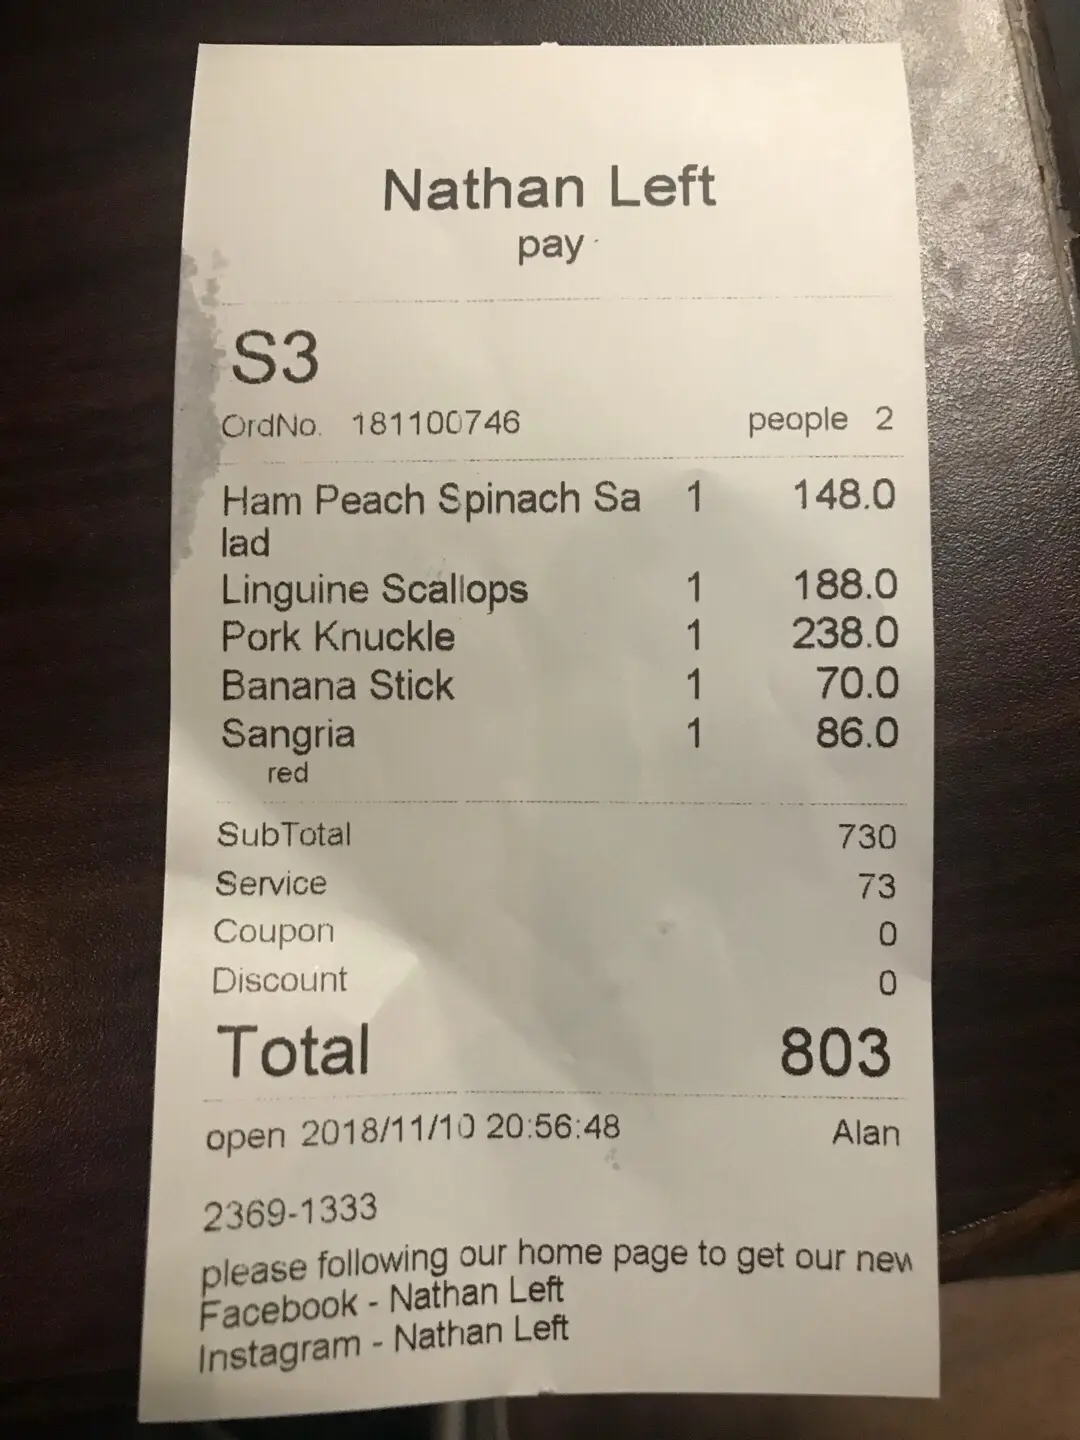 Nathan Left
pay
S3
OrdNo. 181100746 people 2
Ham Peach Spinach Sa 1 148.0
lad
Linguine Scallops 1 188.0
Pork Knuckle 1 238.0
Banana Stick 1 70.0
Sangria 1 86.0
red
SubTotal 730
Service 73
Coupon 0
Discount 0
Total 803
open 2018/11/10 20:56:48 Alan
2369-1333
please following our home page to get our new
Facebook - Nathan Left
Instagram - Nathan Left